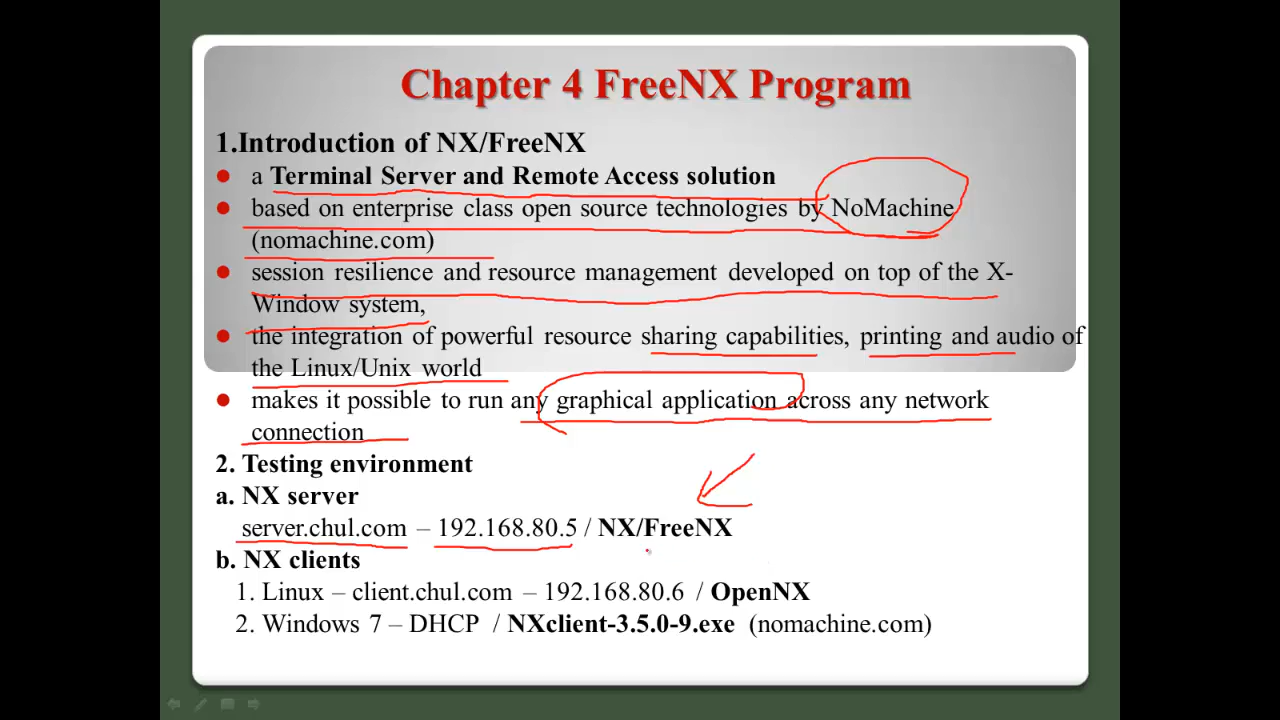 Chapter 4 FreeNX Program
1.Introduction of NX/FreeNX
● a Terminal Server and Remote Access solution
● based on enterprise class open source technologies by NoMachine
(nomachine.com)
● session resilience and resource management developed on top of the X-
Window system,
● the integration of powerful resource sharing capabilities, printing and audio of
the Linux/Unix world
● makes it possible to run any graphical application across any network
connection
2. Testing environment
a. NX server
server.chul.com – 192.168.80.5 / NX/FreeNX
b. NX clients
1. Linux – client.chul.com – 192.168.80.6 / OpenNX
2. Windows 7 – DHCP / NXclient-3.5.0-9.exe (nomachine.com)